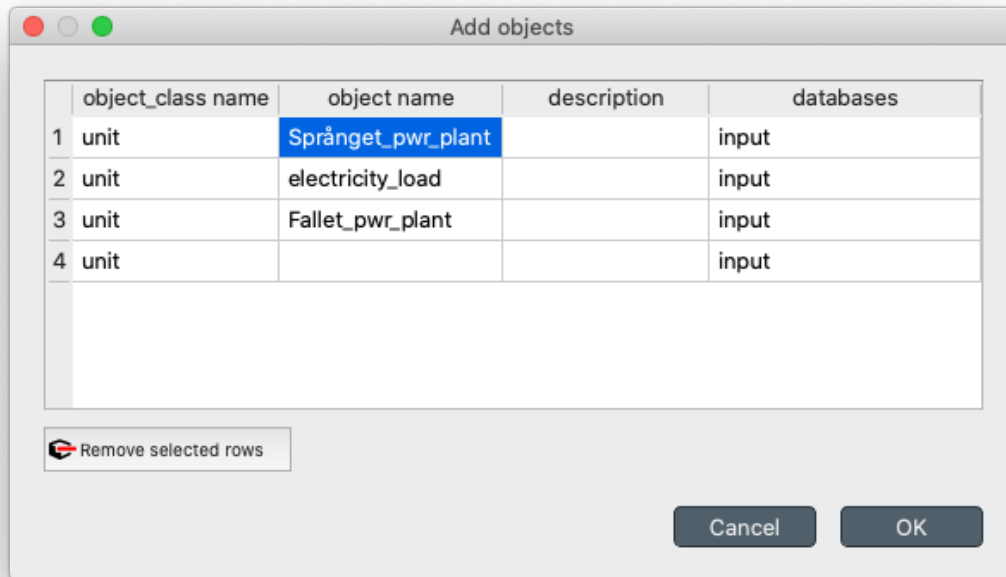 Add objects
object_class name object name description databases
1 unit Språnget_pwr_plant input
2 unit electricity_load input
3 unit Fallet_pwr_plant input
4 unit input
Remove selected rows
Cancel OK